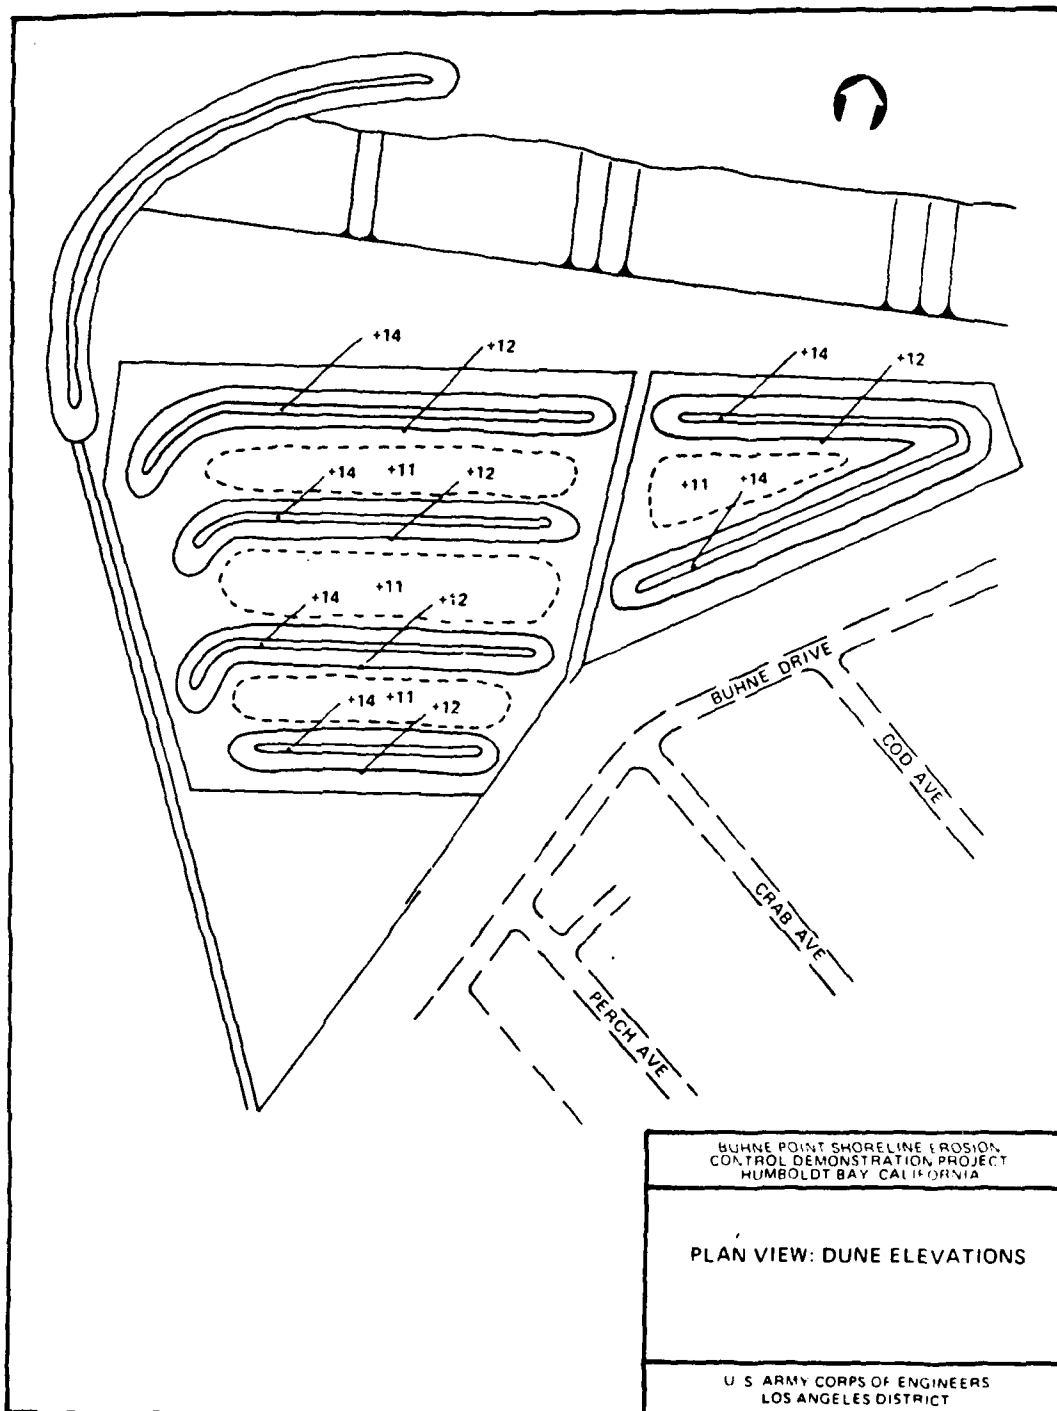 +14
+12
+14
+12
+14
+11
+12
+11
+14
+11
+14
+12
+14
+11
+12
BUHNE DRIVE
COD AVE
CRAB AVE
PERCH AVE
BUHNE POINT SHORELINE EROSION
CONTROL DEMONSTRATION PROJECT
HUMBOLDT BAY CALIFORNIA
PLAN VIEW: DUNE ELEVATIONS
U S ARMY CORPS OF ENGINEERS
LOS ANGELES DISTRICT